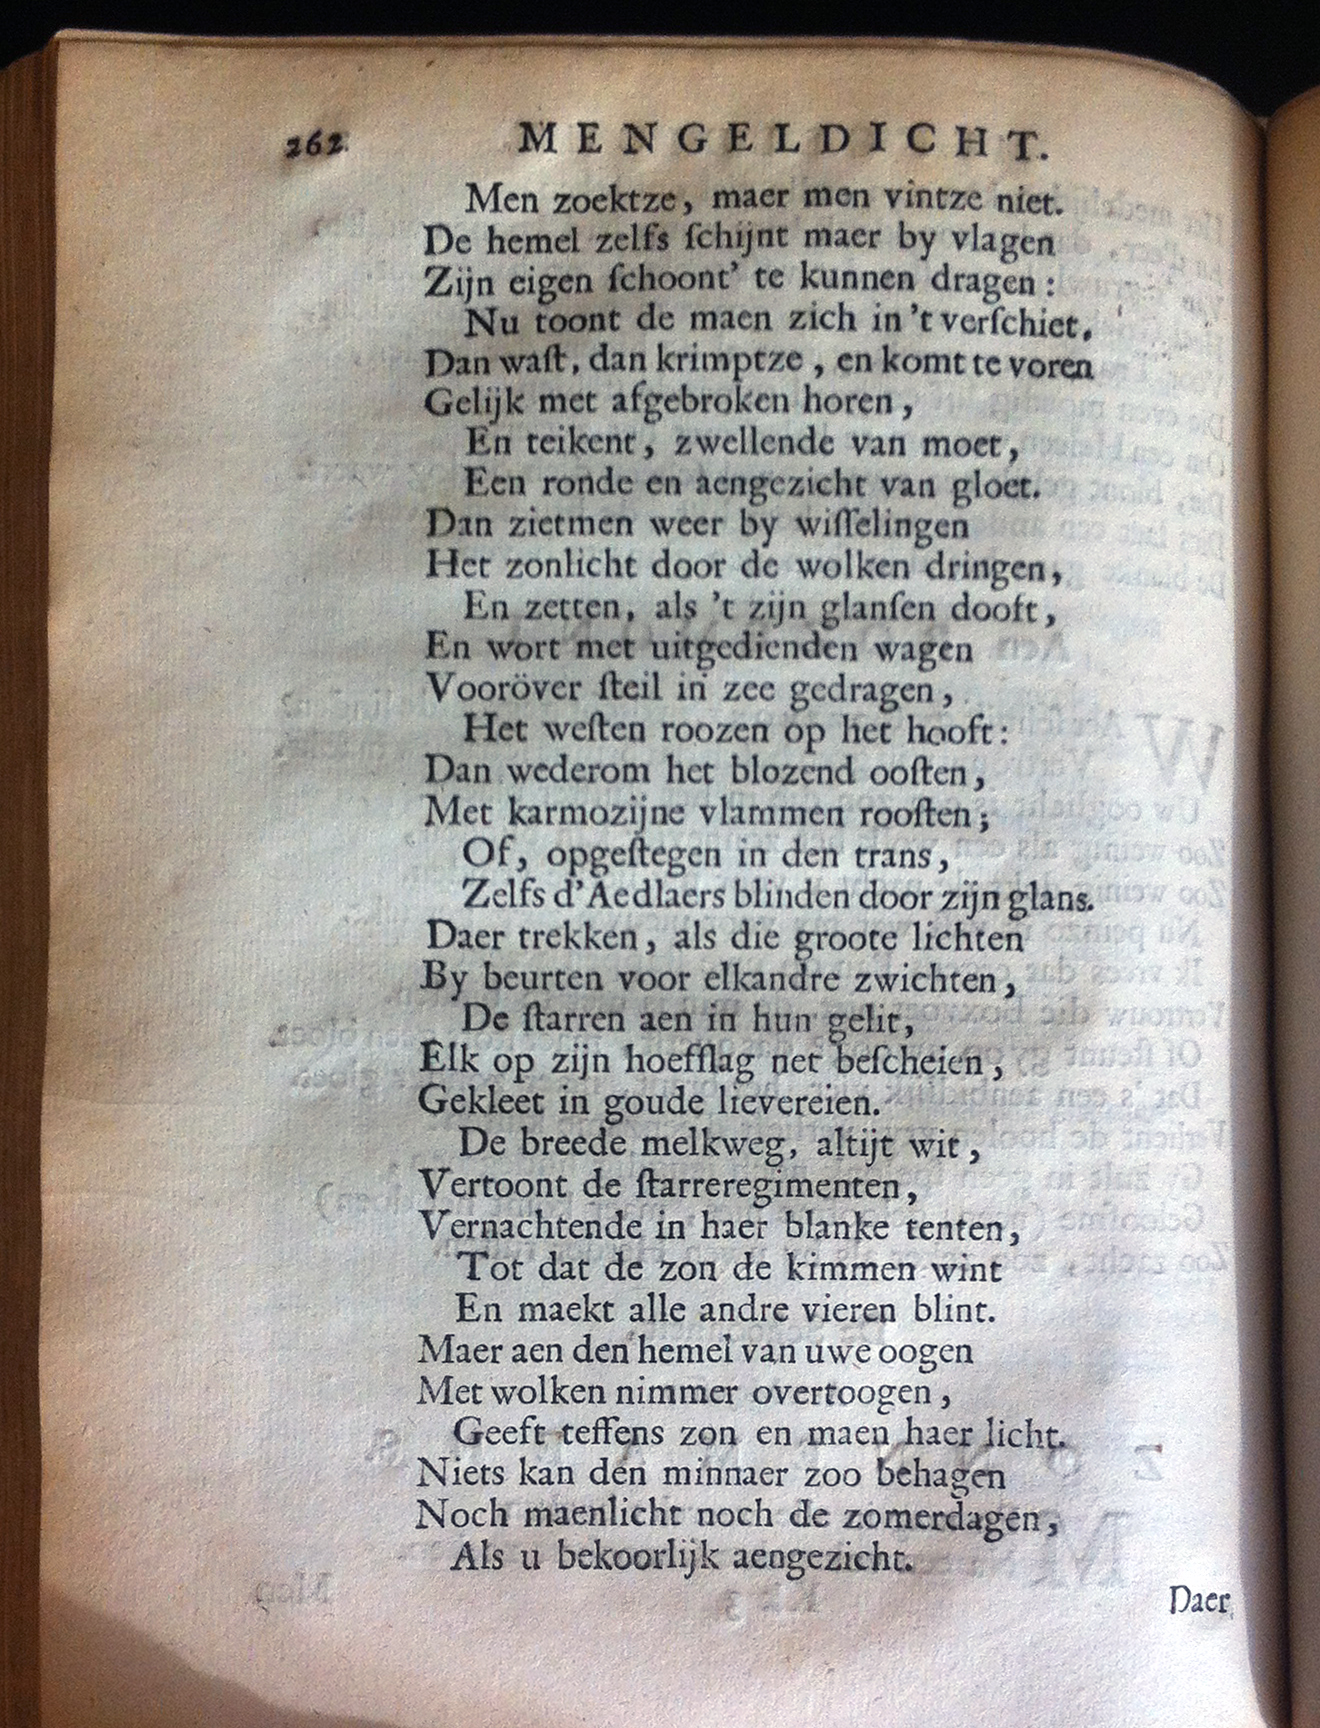 262. MENGELDICHT.
Men zoektze, maer men vintze niet.
De hemel zelfs ſchijnt maer by vlagen
Zijn eigen ſchoont' te kunnen dragen:
Nu toont de maen zich in 't verſchiet,
Dan waſt, dan krimptze, en komt te voren
Gelijk met afgebroken horen,
En teikent, zwellende van moet,
Een ronde en aengezicht van gloet.
Dan zietmen weer by wiſſelingen
Het zonlicht door de wolken dringen,
En zetten, als 't zijn glanſen dooft,
En wort met uitgedienden wagen
Vooröver ſteil in zee gedragen,
Het weſten roozen op het hooft:
Dan wederom het blozend ooſten,
Met karmozijne vlammen rooſten;
Of, opgeſtegen in den trans,
Zelfs d'Aedlaers blinden door zijn glans.
Daer trekken, als die groote lichten
By beurten voor elkandre zwichten,
De ſtarren aen in hun gelit,
Elk op zijn hoefſlag net beſcheien,
Gekleet in goude lievereien.
De breede melkweg, altijt wit,
Vertoont de ſtarreregimenten,
Vernachtende in haer blanke tenten,
Tot dat de zon de kimmen wint
En maekt alle andre vieren blint.
Maer aen den hemel van uwe oogen
Met wolken nimmer overtoogen,
Geeft teffens zon en maen haer licht.
Niets kan den minnaer zoo behagen
Noch maenlicht noch de zomerdagen,
Als u bekoorlijk aengezicht.
Daer